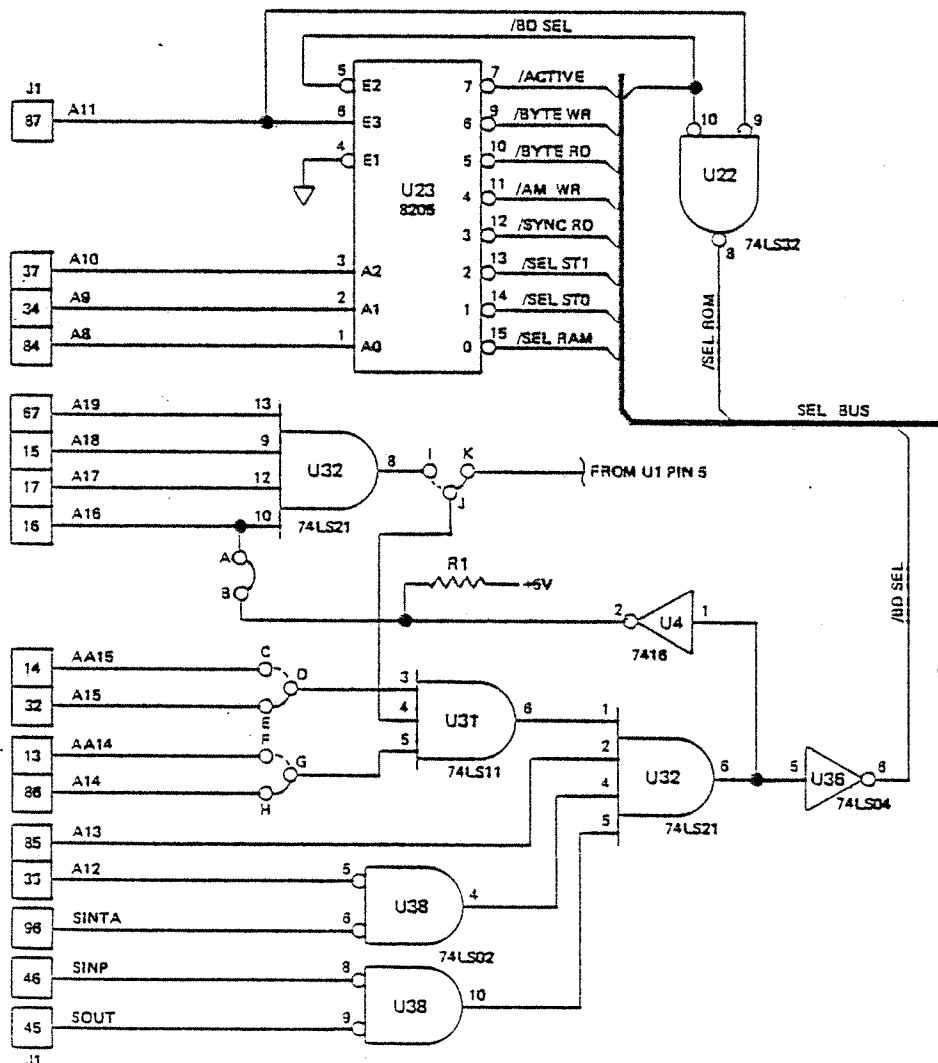 /BD SEL
J1
87 A11
5 E2
6 E3
4 E1
U23
8205
7 7 /ACTIVE
6 9 /BYTE WR
5 10 /BYTE RD
4 11 /AM WR
3 12 /SYNC RD
2 13 /SEL ST1
1 14 /SEL ST0
0 15 /SEL RAM
10 9
U22
74LS32
8
/SEL ROM
37 A10 3 A2
34 A9 2 A1
84 A8 1 A0
SEL BUS
67 A19 13
15 A18 9
17 A17 12
16 A16 10
U32
74LS21
8 I K
J
FROM U1 PIN 5
A
B
R1
+5V
2 U4 1
7416
/BD SEL
14 AA15 C
D
32 A15 E
13 AA14 F
G
86 A14 H
3
4
5
U31
74LS11
6
1
2
4
5
U32
74LS21
6
5 U36 6
74LS04
85 A13
33 A12 5
96 SINTA 6
U38
4
74LS02
46 SINP 8
45 SOUT 9
U38
10
J1